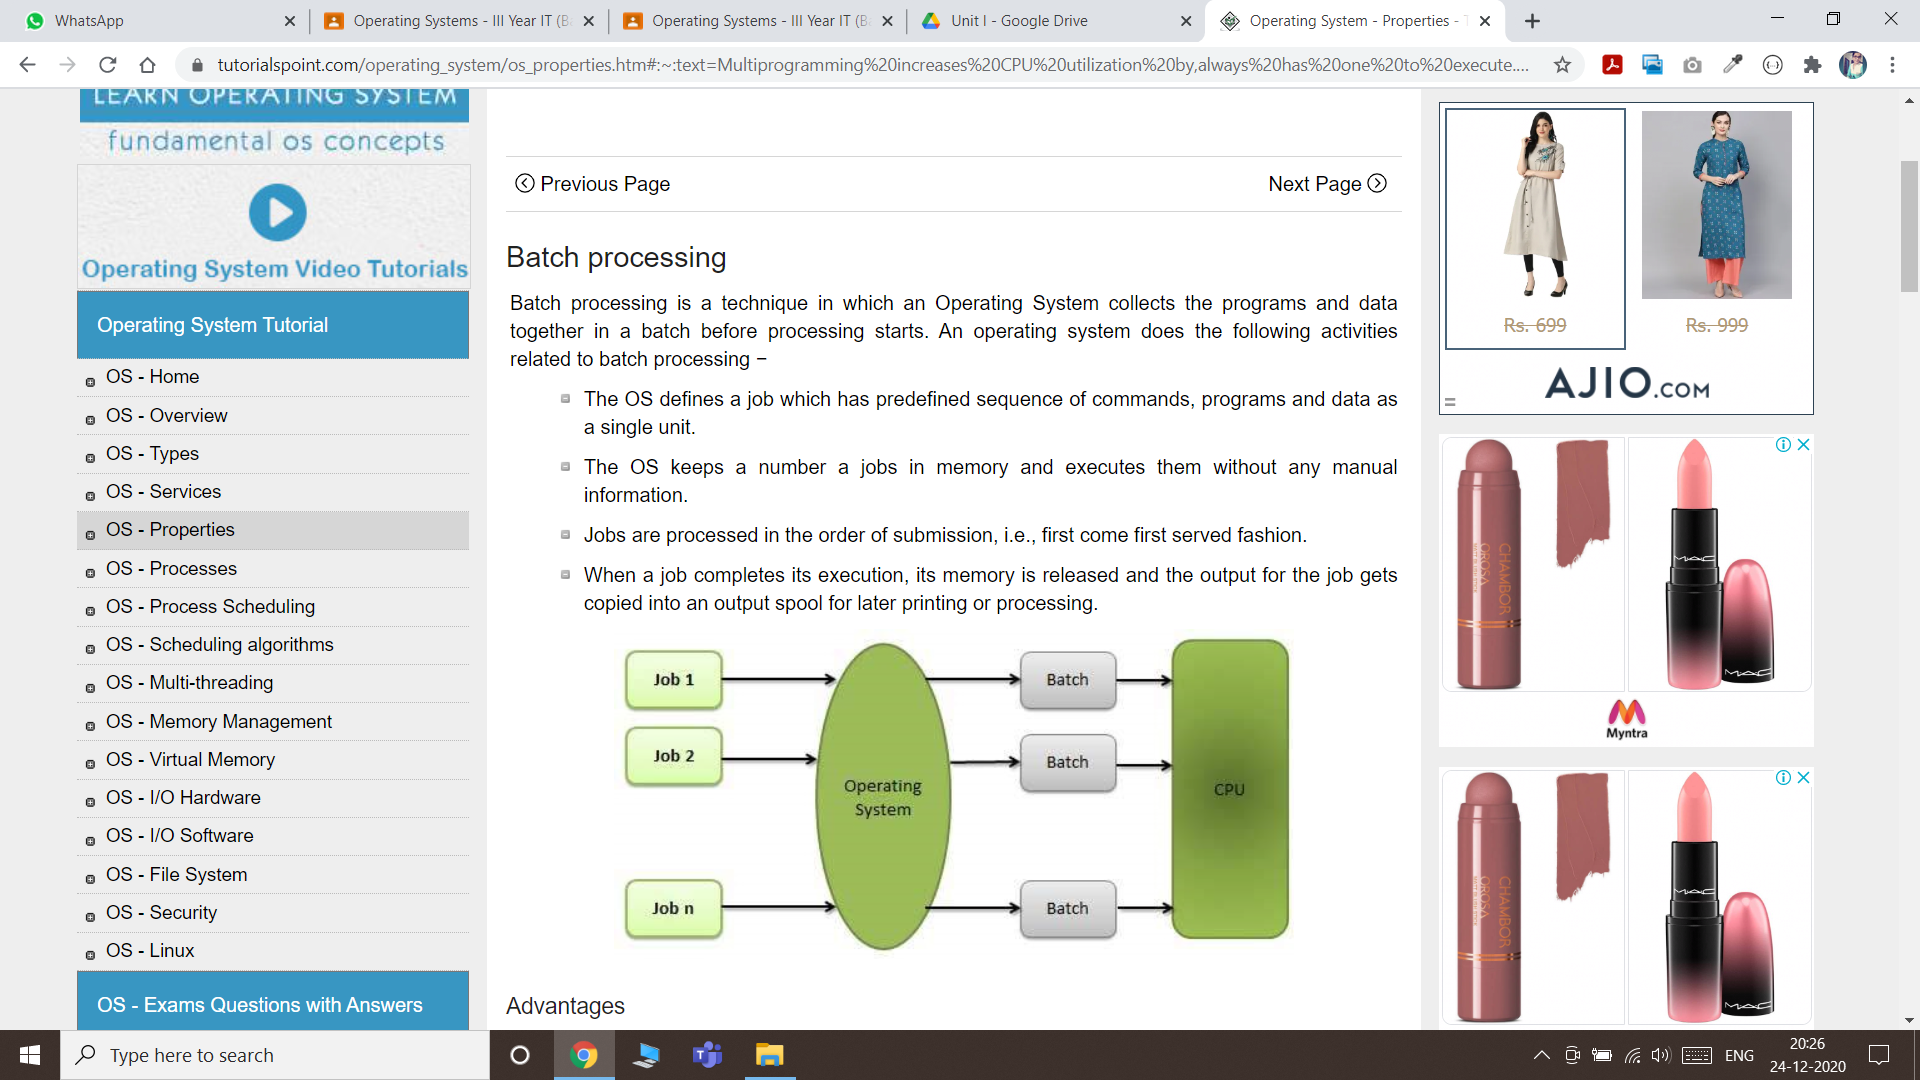 WhatsApp
Operating Systems - III Year IT (B
Operating Systems - III Year IT (B
Unit I - Google Drive
Operating System - Properties -
tutorialspoint.com/operating_system/os_properties.htm#:~:text=Multiprogramming%20increases%20CPU%20utilization%20by,always%20has%20one%20to%20execute....
LEARN OPERATING SYSTEM
fundamental os concepts
Operating System Video Tutorials
Operating System Tutorial
OS - Home
OS - Overview
OS - Types
OS - Services
OS - Properties
OS - Processes
OS - Process Scheduling
OS - Scheduling algorithms
OS - Multi-threading
OS - Memory Management
OS - Virtual Memory
OS - I/O Hardware
OS - I/O Software
OS - File System
OS - Security
OS - Linux
OS - Exams Questions with Answers
Previous Page
Next Page
Batch processing
Batch processing is a technique in which an Operating System collects the programs and data
together in a batch before processing starts. An operating system does the following activities
related to batch processing −
The OS defines a job which has predefined sequence of commands, programs and data as
a single unit.
The OS keeps a number a jobs in memory and executes them without any manual
information.
Jobs are processed in the order of submission, i.e., first come first served fashion.
When a job completes its execution, its memory is released and the output for the job gets
copied into an output spool for later printing or processing.
Job 1
Batch
Job 2
Batch
Operating
System
CPU
Job n
Batch
Advantages
Rs. 699
Rs. 999
AJIO.COM
CHAMBOR
OROSA
MAC
MAC
Myntra
CHAMBOR
OROSA
MAC
MAC
Type here to search
ENG
20:26
24-12-2020